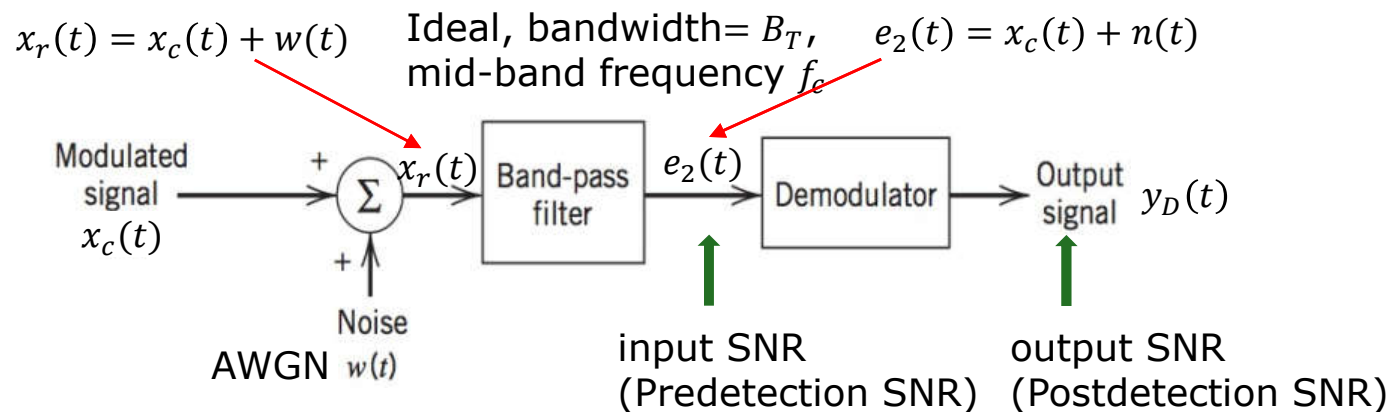 x_r(t) = x_c(t) + w(t)
Ideal, bandwidth= B_T,
mid-band frequency f_c
e_2(t) = x_c(t) + n(t)
Modulated
signal
x_c(t)
+
Σ
+
x_r(t)
Band-pass
filter
e_2(t)
Demodulator
Output
signal
y_D(t)
Noise
AWGN w(t)
input SNR
(Predetection SNR)
output SNR
(Postdetection SNR)